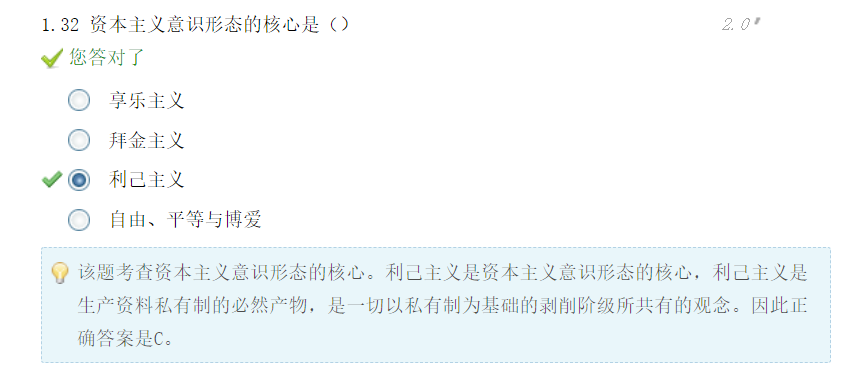 1.32 资本主义意识形态的核心是（） 2.0
您答对了
享乐主义
拜金主义
利己主义
自由、平等与博爱
该题考查资本主义意识形态的核心。利己主义是资本主义意识形态的核心，利己主义是
生产资料私有制的必然产物，是一切以私有制为基础的剥削阶级所共有的观念。因此正
确答案是C。